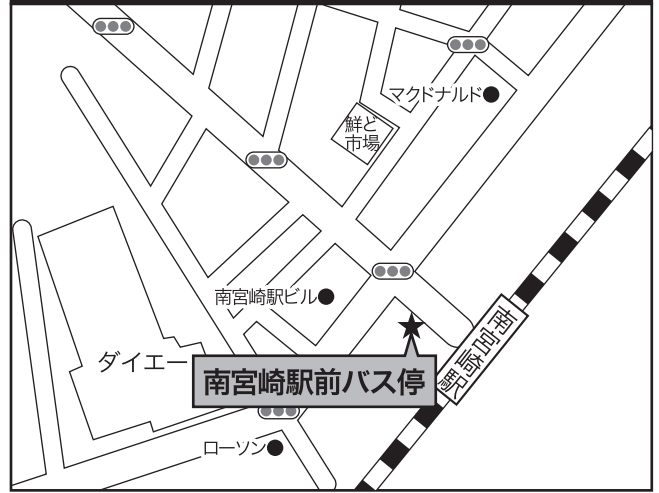 マクドナルド
鮮ど
市場
南宮崎駅ビル
ダイエー
南宮崎駅前バス停
南宮崎駅
ローソン